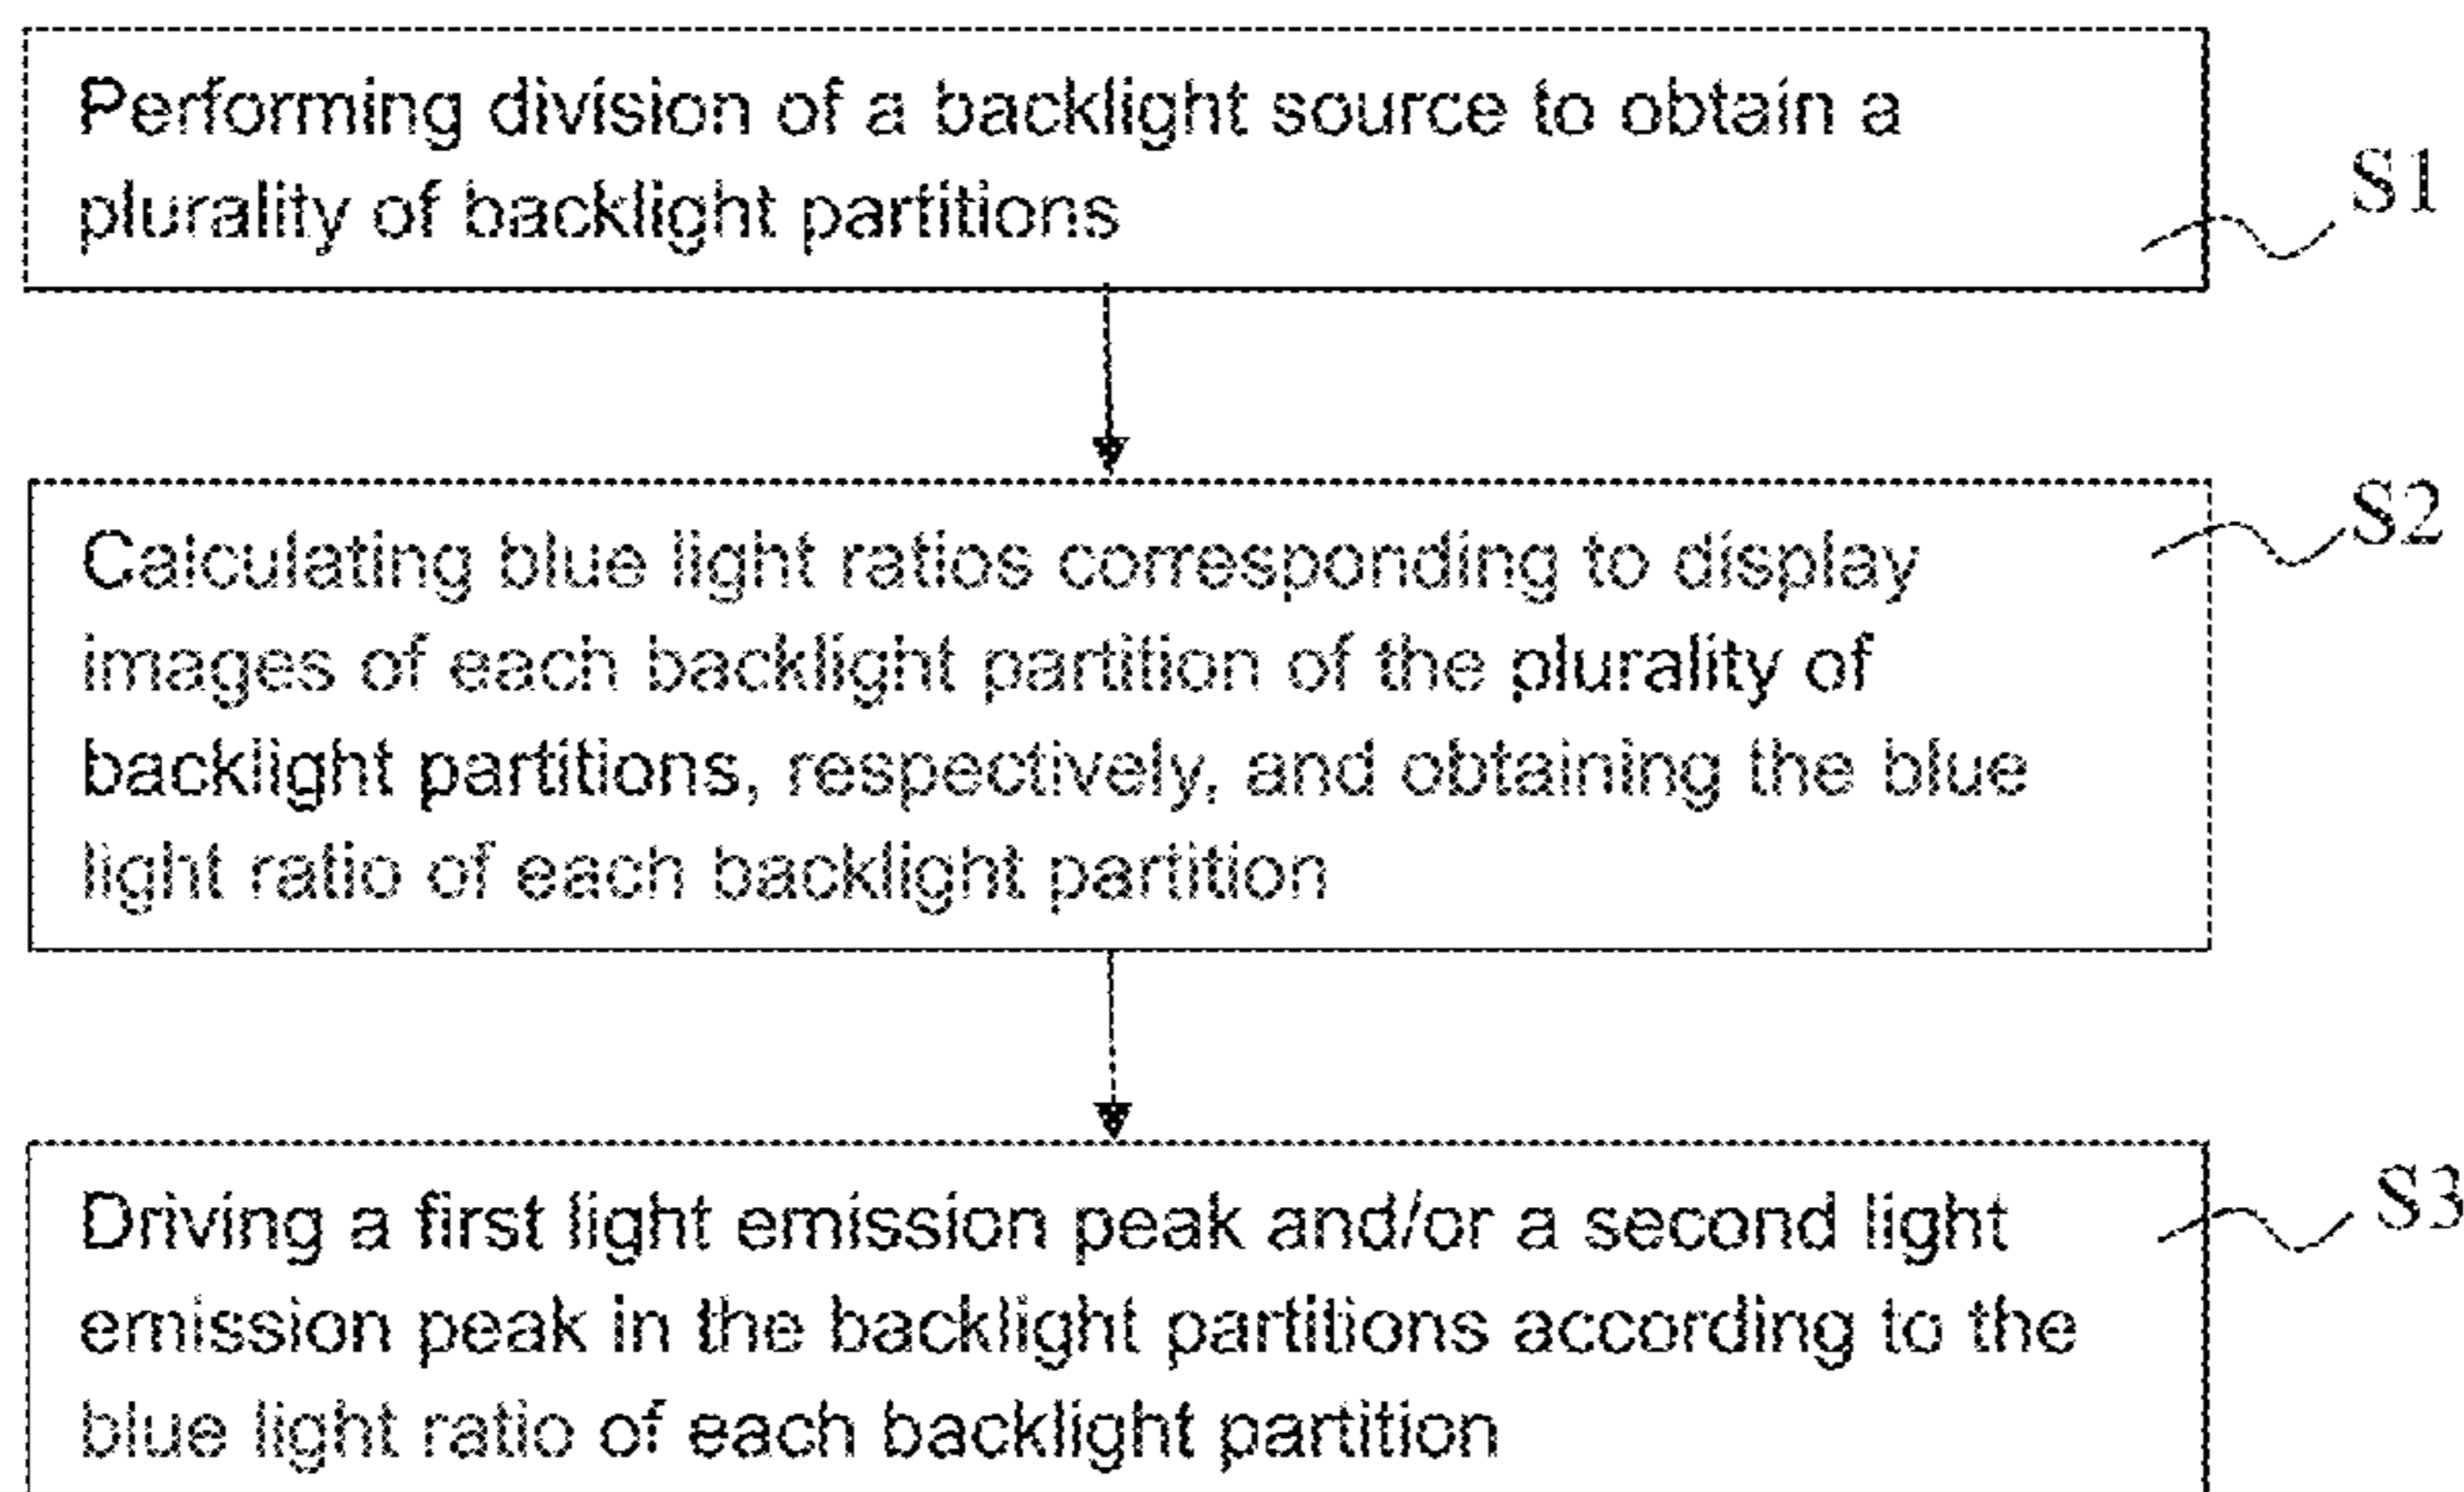 Performing division of a backlight source to obtain a
plurality of backlight partitions
S1
Calculating blue light ratios corresponding to display
images of each backlight partition of the plurality of
backlight partitions, respectively, and obtaining the blue
light ratio of each backlight partition
S2
Driving a first light emission peak and/or a second light
emission peak in the backlight partitions according to the
blue light ratio of each backlight partition
S3